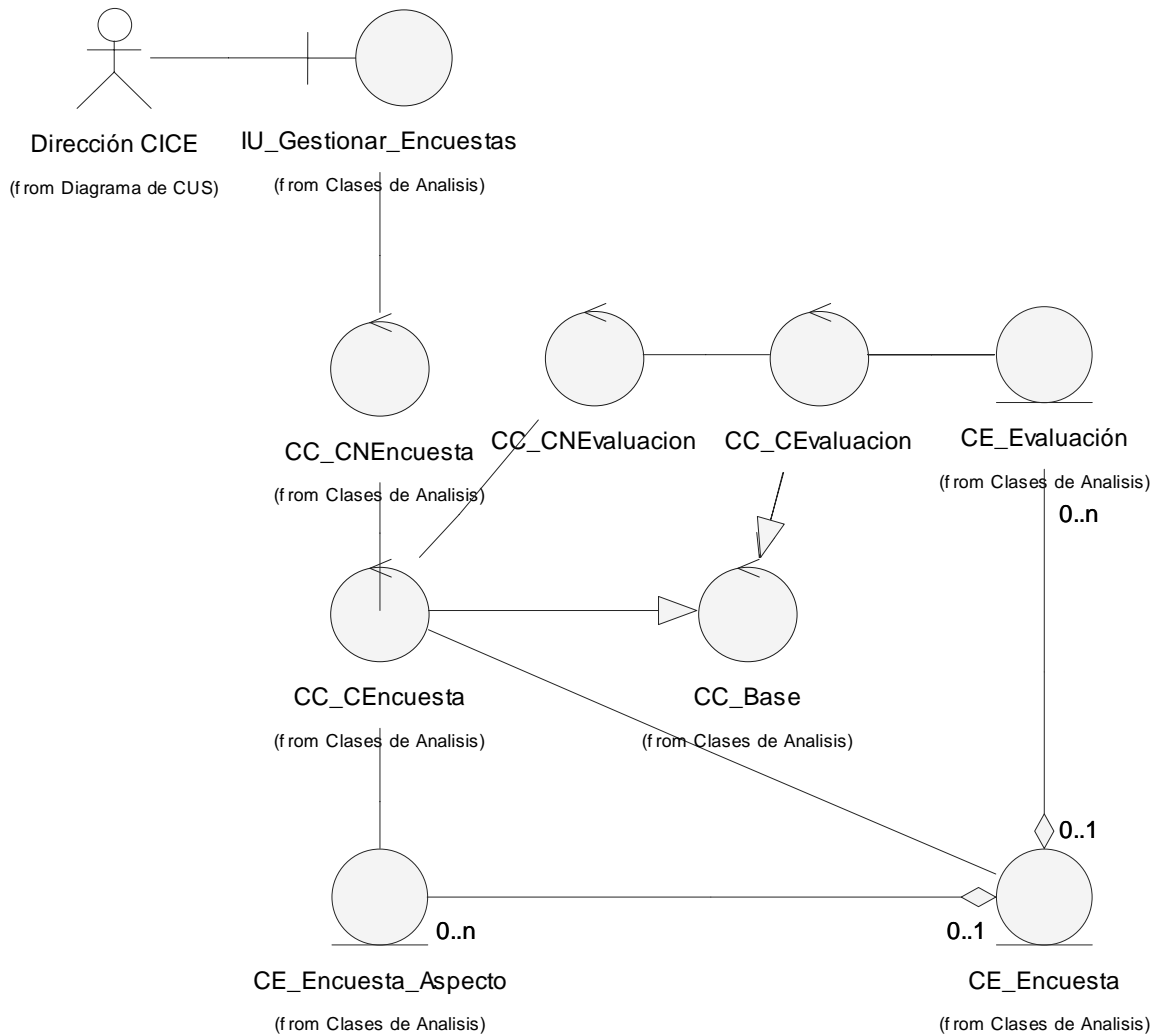 Dirección CICE
(from Diagrama de CUS)
IU_Gestionar_Encuestas
(from Clases de Analisis)
CC_CNEncuesta
(from Clases de Analisis)
CC_CNEvaluacion
CC_CEvaluacion
CE_Evaluación
(from Clases de Analisis)
0..n
CC_CEncuesta
(from Clases de Analisis)
CC_Base
(from Clases de Analisis)
0..1
0..n
0..1
CE_Encuesta_Aspecto
(from Clases de Analisis)
CE_Encuesta
(from Clases de Analisis)